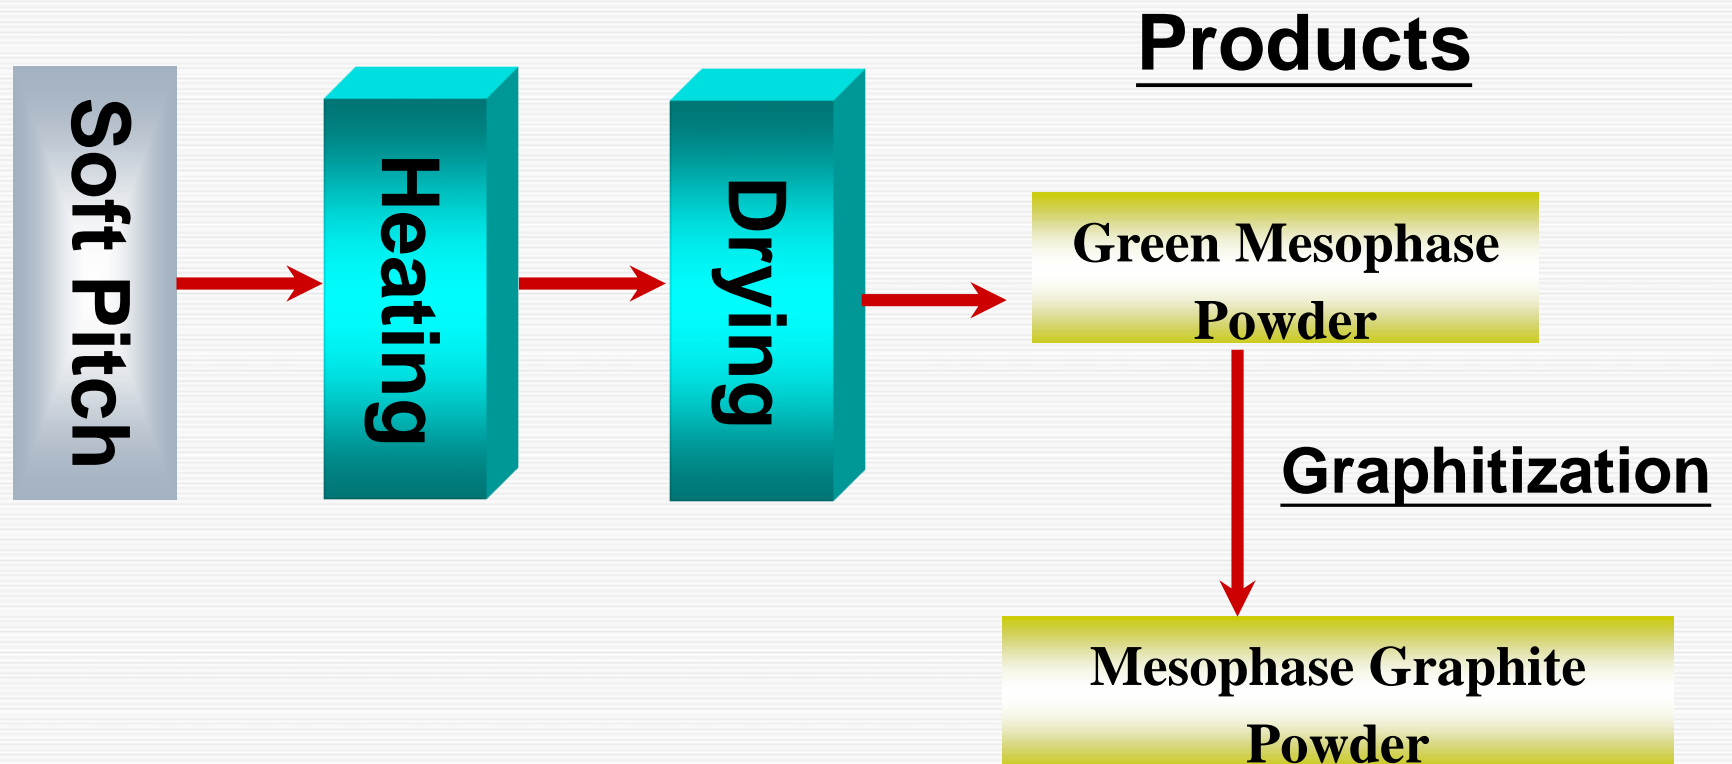 Products
Soft Pitch
Heating
Drying
Green Mesophase
Powder
Graphitization
Mesophase Graphite
Powder